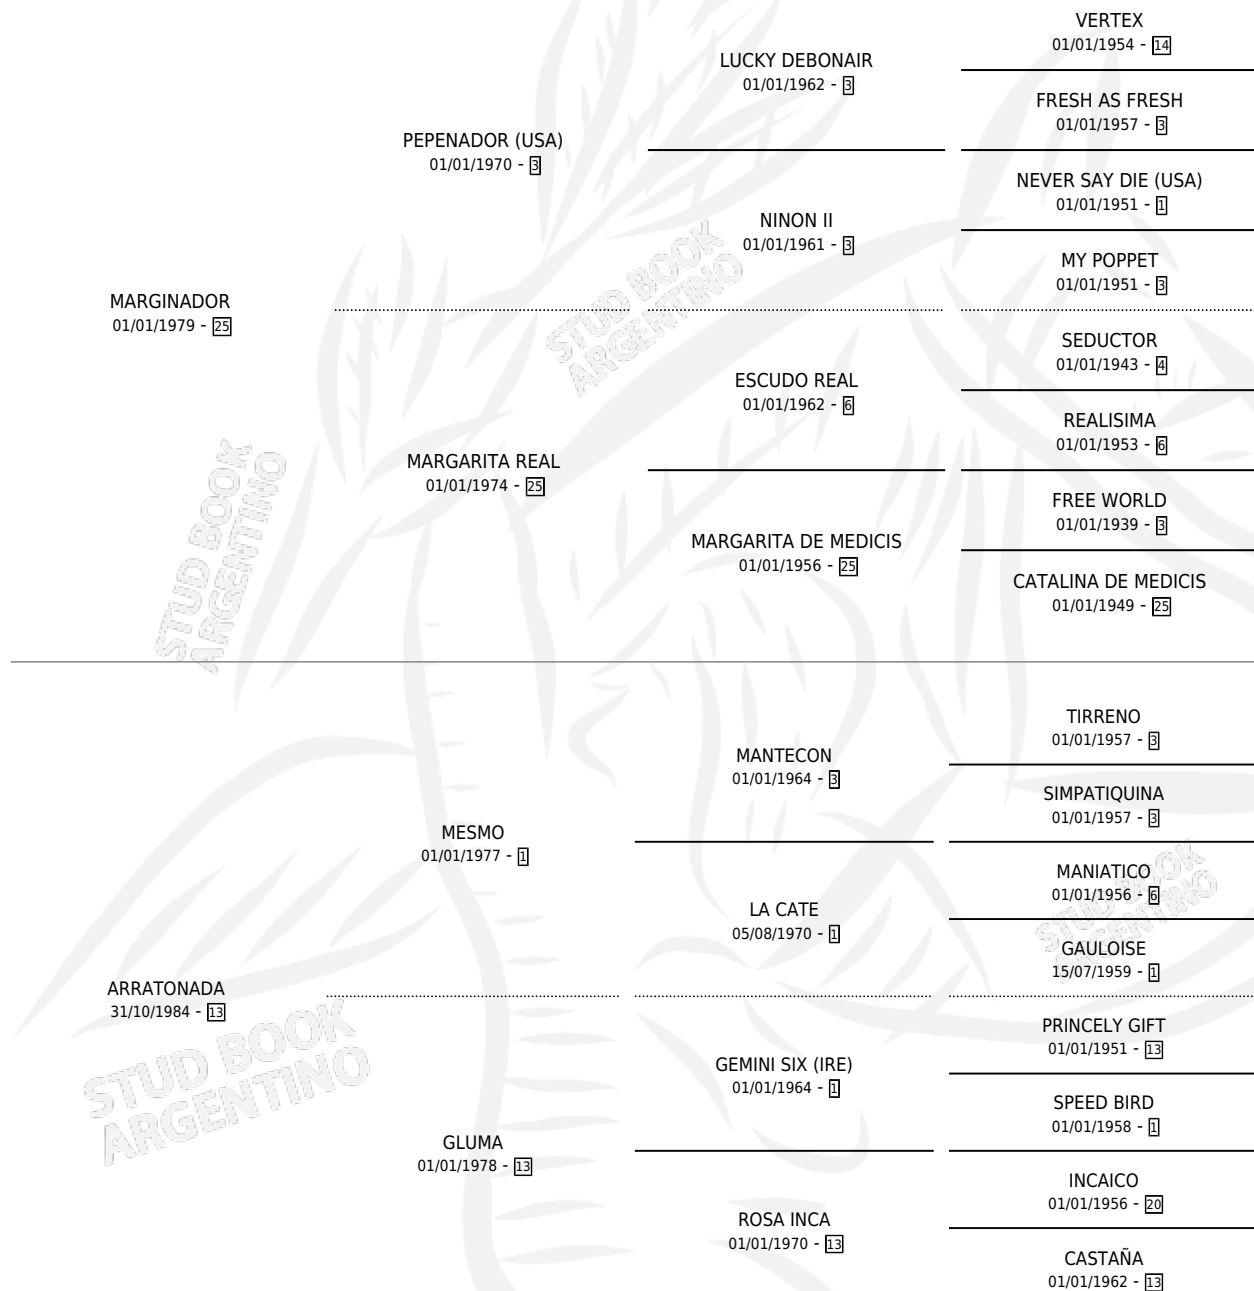 VERTEX
01/01/1954 - 14
LUCKY DEBONAIR
01/01/1962 - 3
FRESH AS FRESH
01/01/1957 - 3
PEPENADOR (USA)
01/01/1970 - 3
NEVER SAY DIE (USA)
01/01/1951 - 1
NINON II
01/01/1961 - 3
MY POPPET
01/01/1951 - 3
MARGINADOR
01/01/1979 - 25
SEDUCTOR
01/01/1943 - 4
ESCUDO REAL
01/01/1962 - 6
REALISIMA
01/01/1953 - 6
MARGARITA REAL
01/01/1974 - 25
FREE WORLD
01/01/1939 - 3
MARGARITA DE MEDICIS
01/01/1956 - 25
CATALINA DE MEDICIS
01/01/1949 - 25
TIRRENO
01/01/1957 - 3
MANTECON
01/01/1964 - 3
SIMPATIQUINA
01/01/1957 - 3
MESMO
01/01/1977 - 1
MANIATICO
01/01/1956 - 6
LA CATE
05/08/1970 - 1
GAULOISE
15/07/1959 - 1
ARRATONADA
31/10/1984 - 13
PRINCELY GIFT
01/01/1951 - 13
GEMINI SIX (IRE)
01/01/1964 - 1
SPEED BIRD
01/01/1958 - 1
GLUMA
01/01/1978 - 13
INCAICO
01/01/1956 - 20
ROSA INCA
01/01/1970 - 13
CASTAÑA
01/01/1962 - 13
STUD BOOK
ARGENTINO
STUD BOOK
ARGENTINO
STUD BOOK
ARGENTINO
STUD BOOK
ARGENTINO